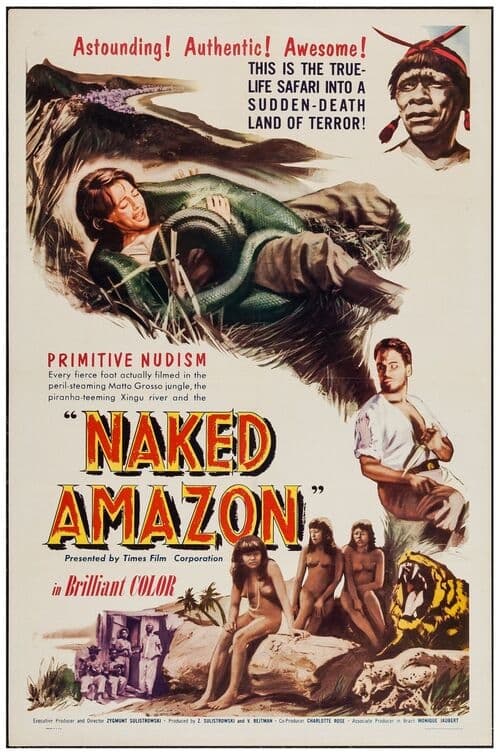 Astounding! Authentic! Awesome!
THIS IS THE TRUE-
LIFE SAFARI INTO A
SUDDEN-DEATH
LAND OF TERROR!
PRIMITIVE NUDISM
Every fierce foot actually filmed in the
peril-steaming Matto Grosso jungle, the
piranha-teeming Xingu river and the
"NAKED
AMAZON"
Presented by Times Film Corporation
in Brilliant COLOR
Executive Producer and Director ZYGMUNT SULISTROWSKI - Produced by Z. SULISTROWSKI and V. REJTMAN - Co-Producer CHARLOTTE ROSE - Associate Producer in Brazil MONIQUE JAUBERT